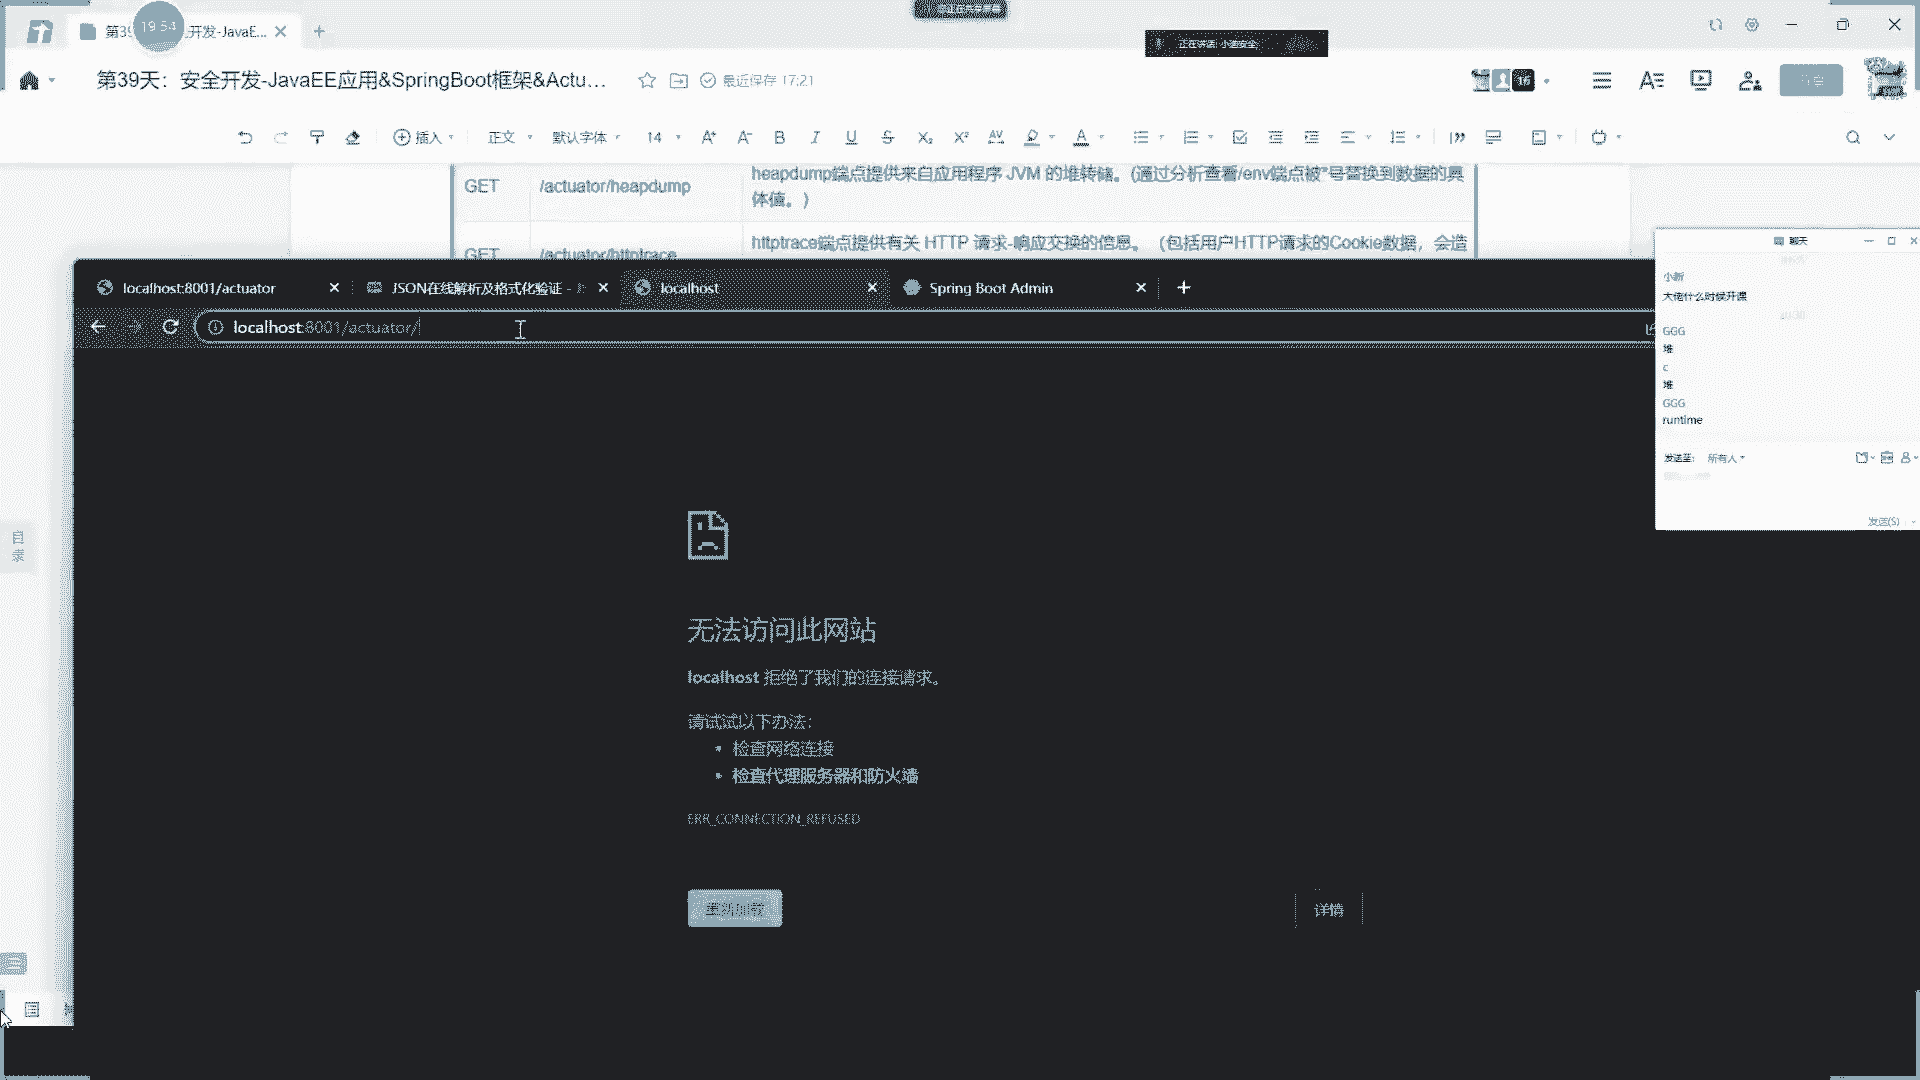 19 54
开发-JavaE...
正在讲话: 小迪安全
第39天：安全开发-JavaEE应用&SpringBoot框架&Actu...
最近保存 17:21
16
插入
正文
默认字体
14
GET
/actuator/heapdump
heapdump端点提供来自应用程序 JVM 的堆转储。(通过分析查看/env端点被*号替换到数据的具
体值。)
GET
/actuator/httptrace
httptrace端点提供有关 HTTP 请求-响应交换的信息。（包括用户HTTP请求的Cookie数据，会造
localhost:8001/actuator
JSON在线解析及格式化验证 -
localhost
Spring Boot Admin
localhost:8001/actuator/
无法访问此网站
localhost 拒绝了我们的连接请求。
请试试以下办法：
检查网络连接
检查代理服务器和防火墙
ERR_CONNECTION_REFUSED
重新加载
详情
聊天
小新
大佬什么时候开课
GGG
堆
c
堆
GGG
runtime
发送至:
所有人
发送(S)
目
录